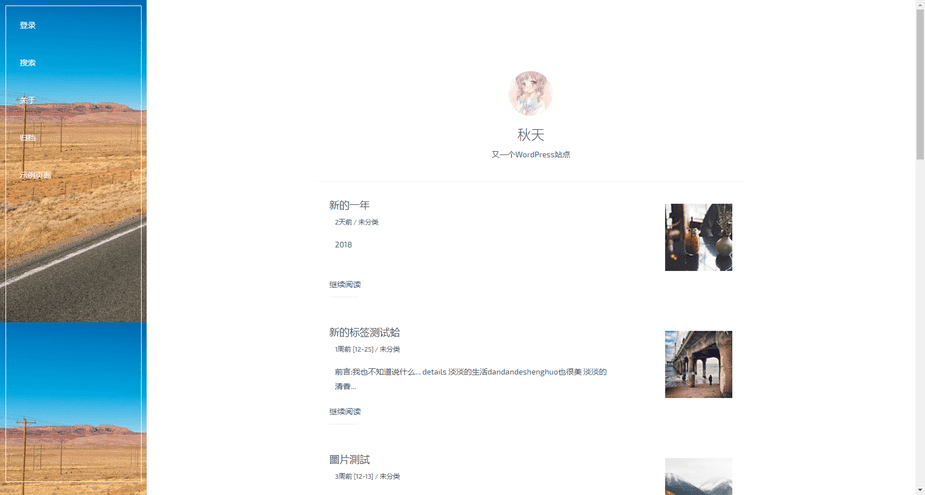 登录
搜索
关于
归档
示例页面
秋天
又一个WordPress站点
新的一年
2天前 / 未分类
2018
继续阅读
新的标签测试蛤
1周前 [12-25] / 未分类
前言:我也不知道说什么... details 淡淡的生活dandandeshenghuo也很美 淡淡的
清香...
继续阅读
圖片測試
3周前 [12-13] / 未分类